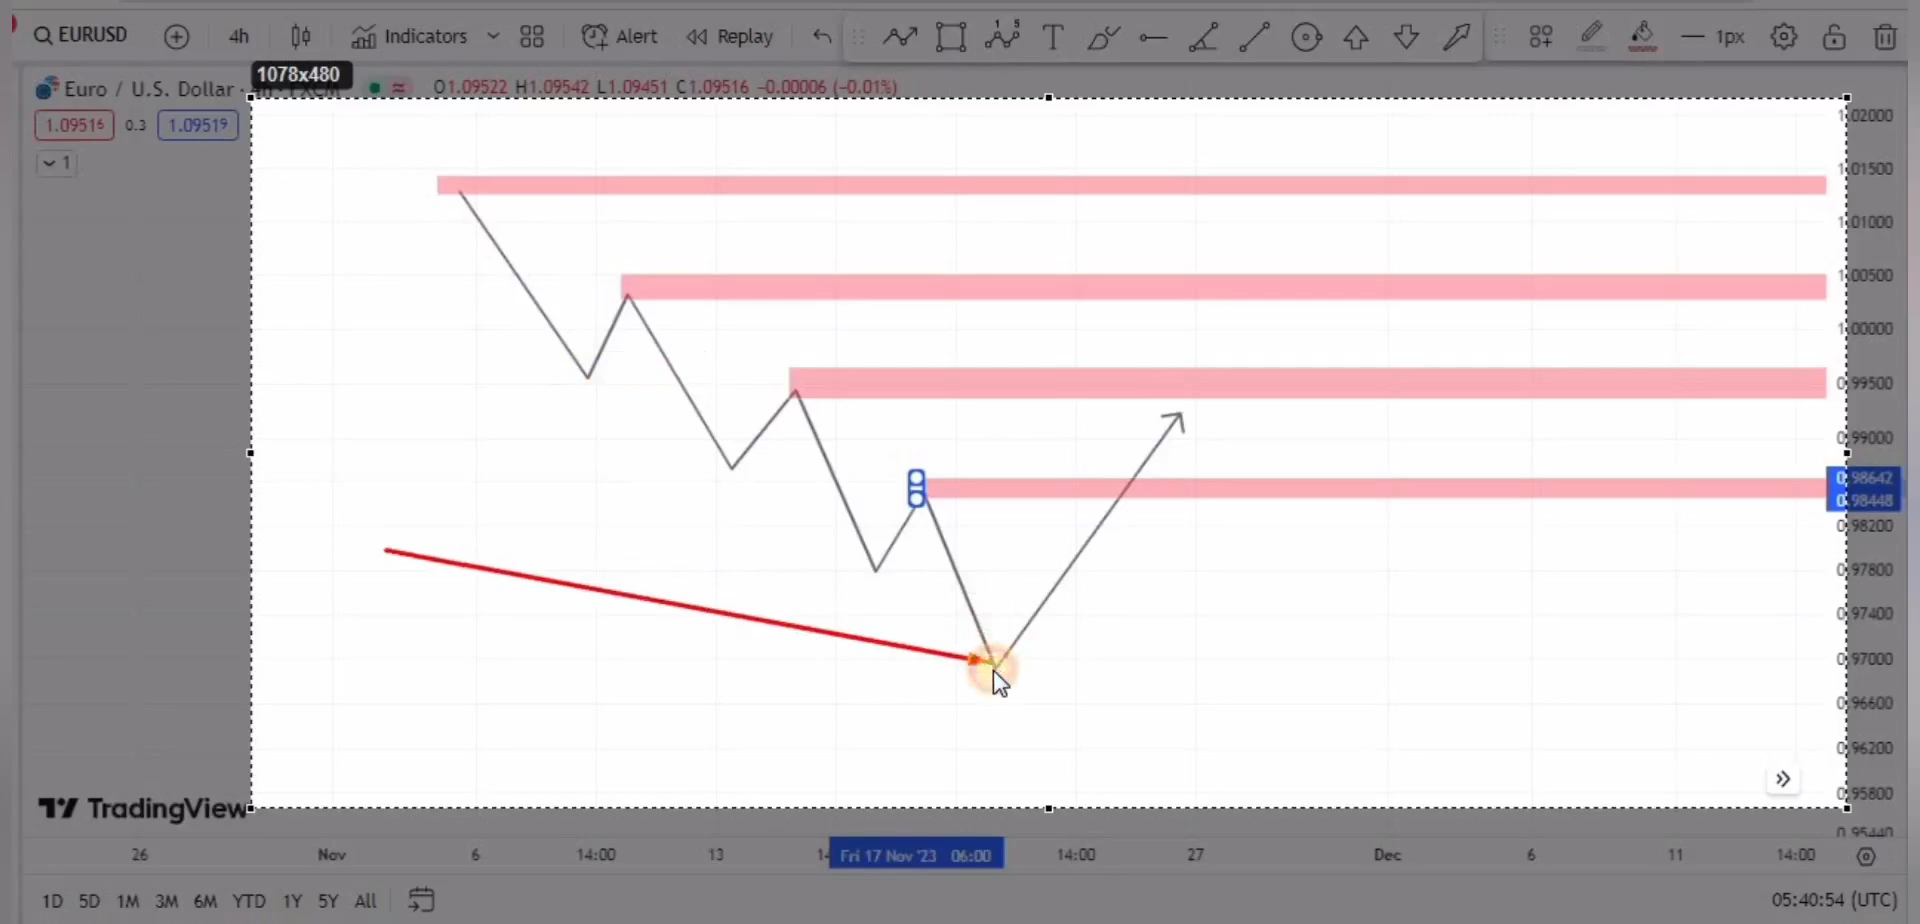 EURUSD 4h Indicators Alert Replay 1 5 T 1px
1078x480
Euro / U.S. Dollar · O1.09522 H1.09542 L1.09451 C1.09516 −0.00006 (−0.01%)
1.09516 0.3 1.09519
1
1.02000
1.01500
1.01000
1.00500
1.00000
0.99500
0.99000
0.98642
0.98448
0.98200
0.97800
0.97400
0.97000
0.96600
0.96200
0.95800
0.95440
TradingView
26 Nov 6 14:00 13 Fri 17 Nov '23 06:00 14:00 27 Dec 6 11 14:00
1D 5D 1M 3M 6M YTD 1Y 5Y All 05:40:54 (UTC)